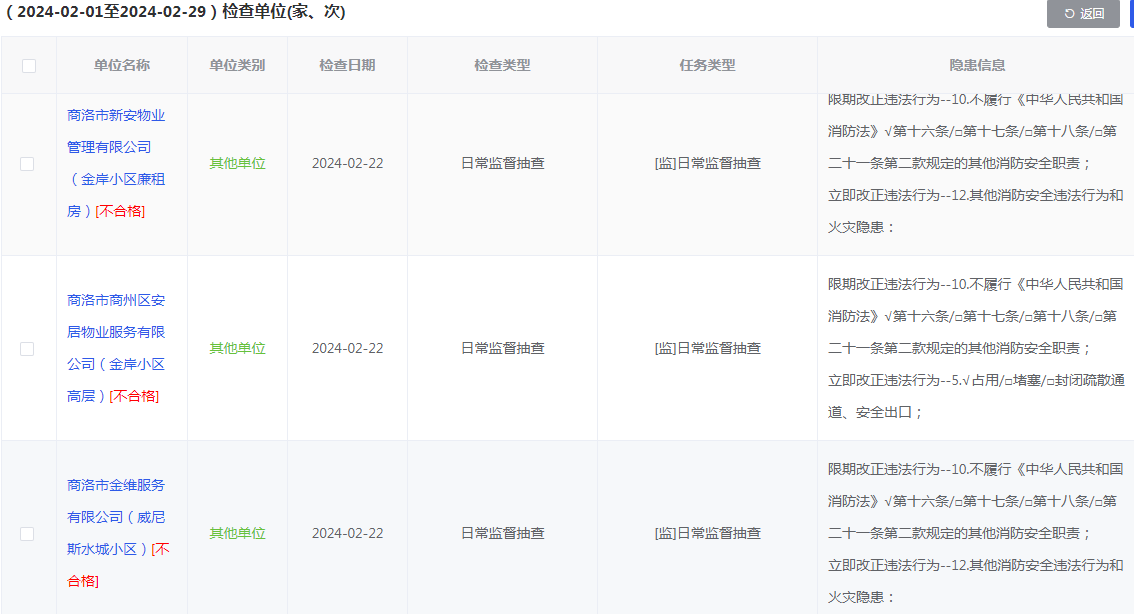 （2024-02-01至2024-02-29）检查单位(家、次)
返回
单位名称 单位类别 检查日期 检查类型 任务类型 隐患信息
商洛市新安物业
管理有限公司
（金岸小区廉租
房）[不合格]
其他单位
2024-02-22
日常监督抽查
[监]日常监督抽查
限期改正违法行为--10.不履行《中华人民共和国
消防法》√第十六条/□第十七条/□第十八条/□第
二十一条第二款规定的其他消防安全职责；
立即改正违法行为--12.其他消防安全违法行为和
火灾隐患：
商洛市商州区安
居物业服务有限
公司（金岸小区
高层）[不合格]
其他单位
2024-02-22
日常监督抽查
[监]日常监督抽查
限期改正违法行为--10.不履行《中华人民共和国
消防法》√第十六条/□第十七条/□第十八条/□第
二十一条第二款规定的其他消防安全职责；
立即改正违法行为--5.√占用/□堵塞/□封闭疏散通
道、安全出口；
商洛市金维服务
有限公司（威尼
斯水城小区）[不
合格]
其他单位
2024-02-22
日常监督抽查
[监]日常监督抽查
限期改正违法行为--10.不履行《中华人民共和国
消防法》√第十六条/□第十七条/□第十八条/□第
二十一条第二款规定的其他消防安全职责；
立即改正违法行为--12.其他消防安全违法行为和
火灾隐患：